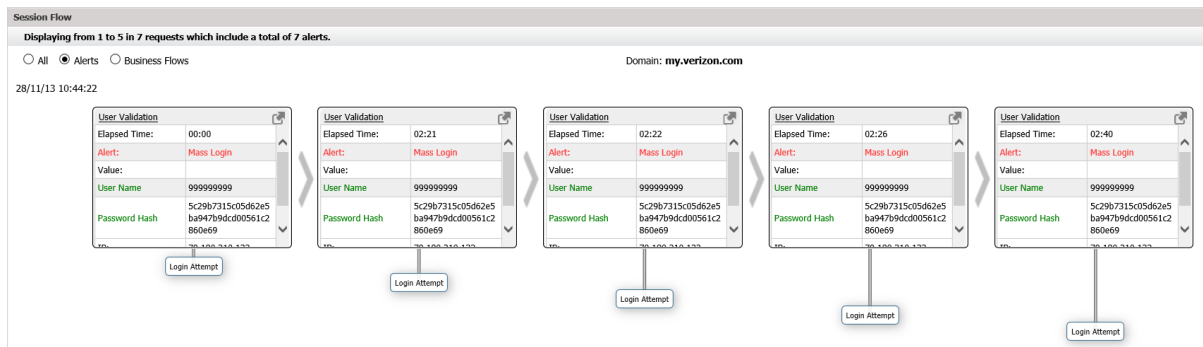 Session Flow
Displaying from 1 to 5 in 7 requests which include a total of 7 alerts.
All Alerts Business Flows Domain: my.verizon.com
28/11/13 10:44:22
User Validation
Elapsed Time: 00:00
Alert: Mass Login
Value:
User Name 999999999
Password Hash 5c29b7315c05d62e5
ba947b9dcd00561c2
860e69
Login Attempt
User Validation
Elapsed Time: 02:21
Alert: Mass Login
Value:
User Name 999999999
Password Hash 5c29b7315c05d62e5
ba947b9dcd00561c2
860e69
Login Attempt
User Validation
Elapsed Time: 02:22
Alert: Mass Login
Value:
User Name 999999999
Password Hash 5c29b7315c05d62e5
ba947b9dcd00561c2
860e69
Login Attempt
User Validation
Elapsed Time: 02:26
Alert: Mass Login
Value:
User Name 999999999
Password Hash 5c29b7315c05d62e5
ba947b9dcd00561c2
860e69
Login Attempt
User Validation
Elapsed Time: 02:40
Alert: Mass Login
Value:
User Name 999999999
Password Hash 5c29b7315c05d62e5
ba947b9dcd00561c2
860e69
Login Attempt